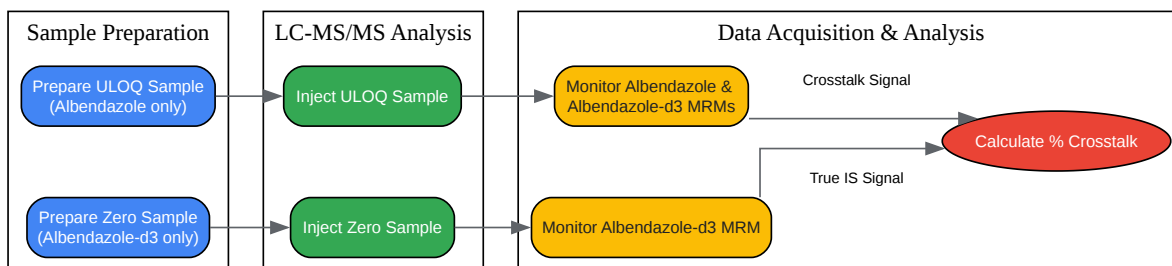 Sample Preparation
LC-MS/MS Analysis
Data Acquisition & Analysis
Prepare ULOQ Sample
(Albendazole only)
Inject ULOQ Sample
Monitor Albendazole &
Albendazole-d3 MRMs
Crosstalk Signal
Calculate % Crosstalk
True IS Signal
Prepare Zero Sample
(Albendazole-d3 only)
Inject Zero Sample
Monitor Albendazole-d3 MRM